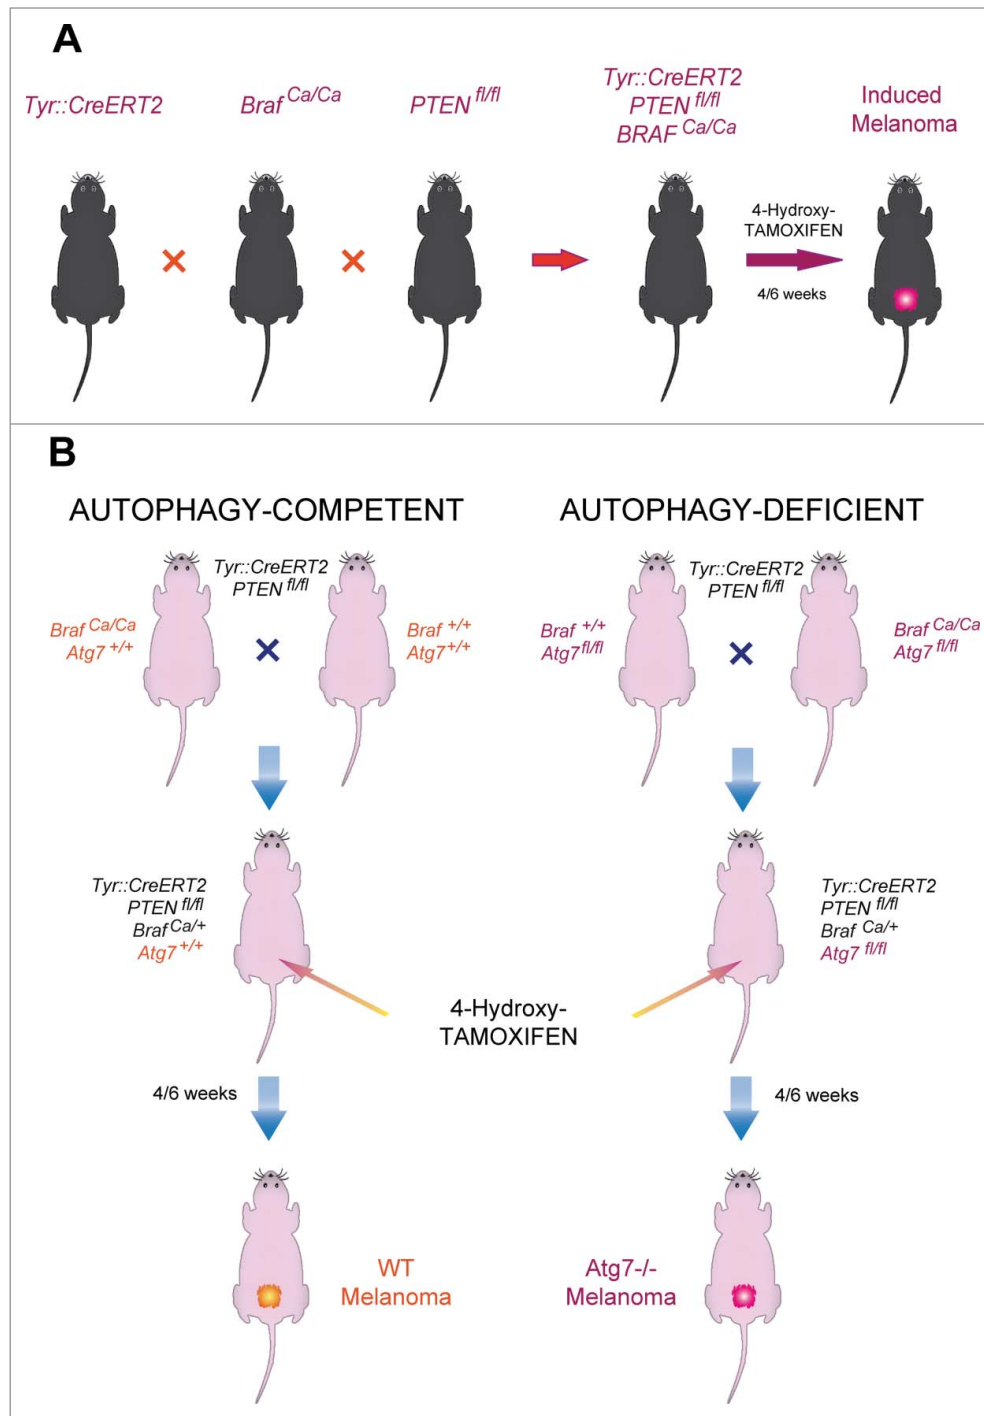 A
Tyr::CreERT2
Braf Ca/Ca
PTEN fl/fl
Tyr::CreERT2
PTEN fl/fl
BRAF Ca/Ca
Induced
Melanoma
4-Hydroxy-
TAMOXIFEN
4/6 weeks
B
AUTOPHAGY-COMPETENT
Tyr::CreERT2
PTEN fl/fl
Braf Ca/Ca
Atg7 +/+
Braf +/+
Atg7 +/+
AUTOPHAGY-DEFICIENT
Tyr::CreERT2
PTEN fl/fl
Braf +/+
Atg7 fl/fl
Braf Ca/Ca
Atg7 fl/fl
Tyr::CreERT2
PTEN fl/fl
Braf Ca/+
Atg7 +/+
Tyr::CreERT2
PTEN fl/fl
Braf Ca/+
Atg7 fl/fl
4-Hydroxy-
TAMOXIFEN
4/6 weeks
4/6 weeks
WT
Melanoma
Atg7-/-
Melanoma